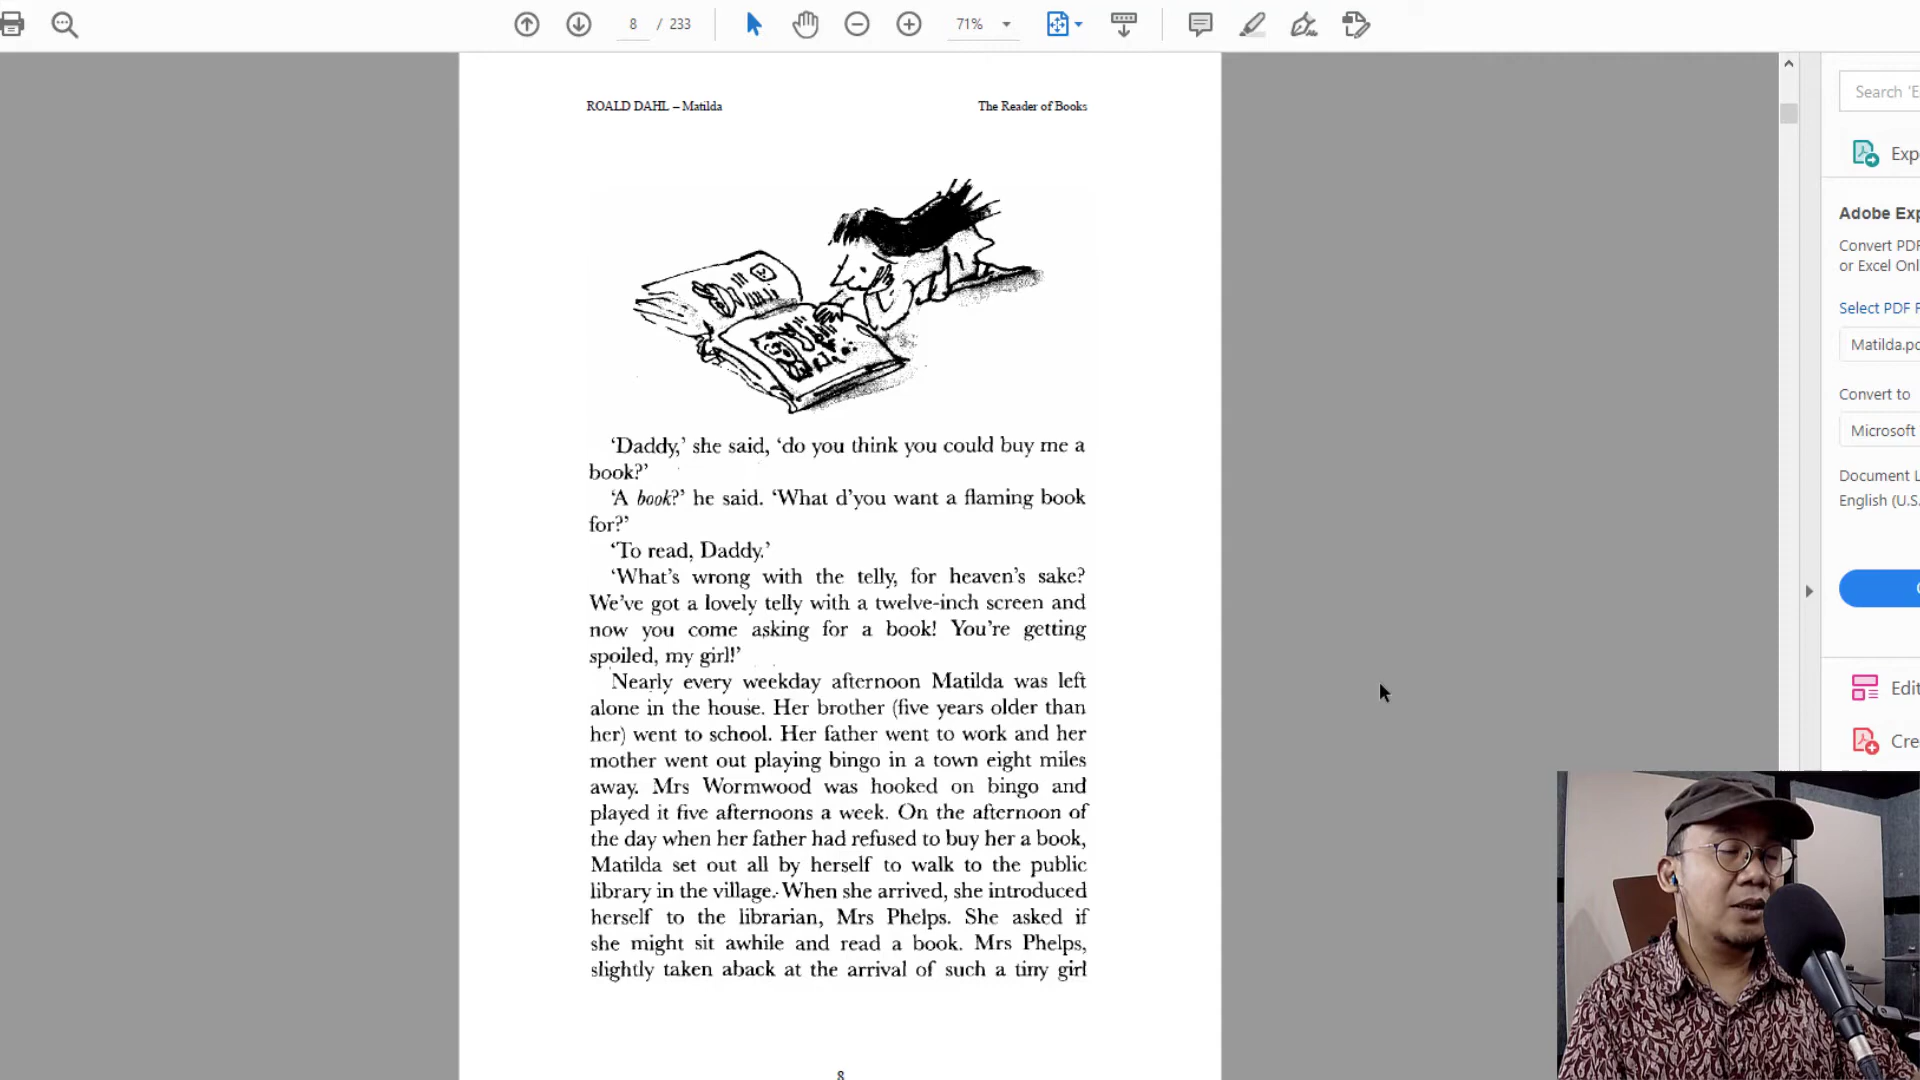 8 / 233
71%
ROALD DAHL – Matilda
The Reader of Books
‘Daddy,’ she said, ‘do you think you could buy me a
book?’
‘A book?’ he said. ‘What d’you want a flaming book
for?’
‘To read, Daddy.’
‘What’s wrong with the telly, for heaven’s sake?
We’ve got a lovely telly with a twelve-inch screen and
now you come asking for a book! You’re getting
spoiled, my girl!’
Nearly every weekday afternoon Matilda was left
alone in the house. Her brother (five years older than
her) went to school. Her father went to work and her
mother went out playing bingo in a town eight miles
away. Mrs Wormwood was hooked on bingo and
played it five afternoons a week. On the afternoon of
the day when her father had refused to buy her a book,
Matilda set out all by herself to walk to the public
library in the village. When she arrived, she introduced
herself to the librarian, Mrs Phelps. She asked if
she might sit awhile and read a book. Mrs Phelps,
slightly taken aback at the arrival of such a tiny girl
8
Search 'E
Exp
Adobe Exp
Convert PDF
or Excel Onl
Select PDF F
Matilda.pd
Convert to
Microsoft
Document L
English (U.S.
Edit
Cre